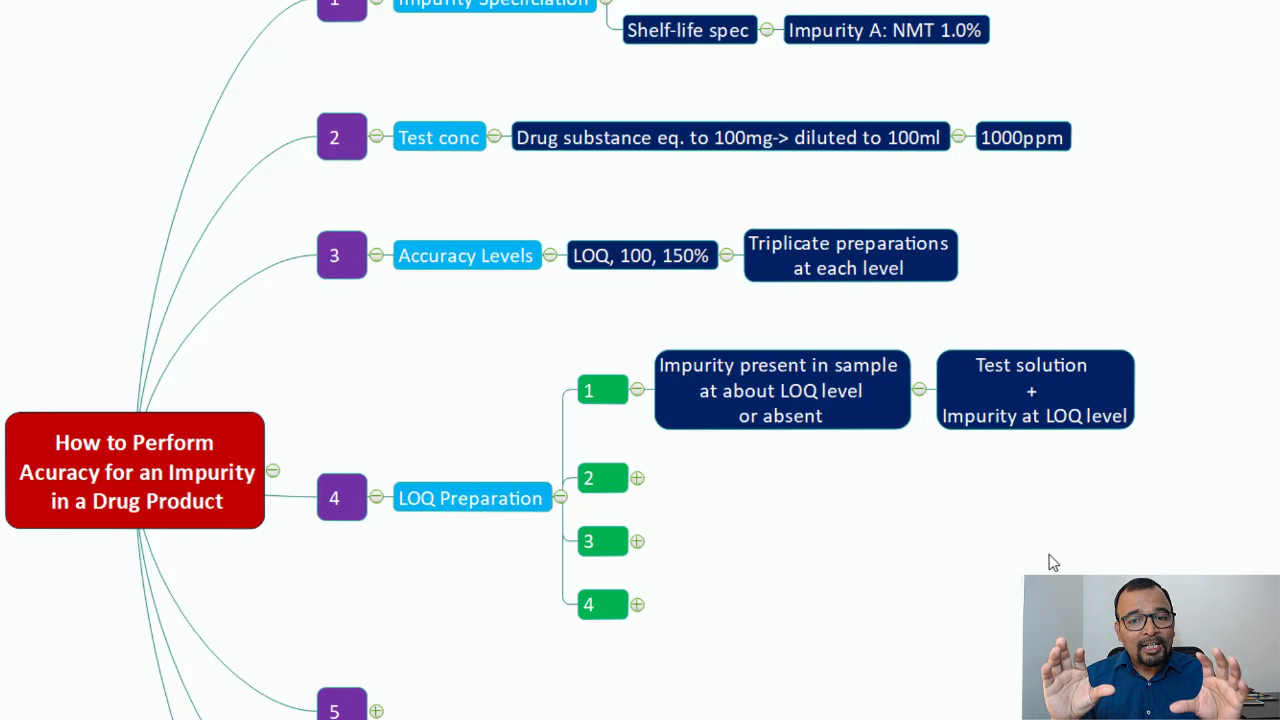 1
Impurity Specifciation
Shelf-life spec
Impurity A: NMT 1.0%
2
Test conc
Drug substance eq. to 100mg-> diluted to 100ml
1000ppm
3
Accuracy Levels
LOQ, 100, 150%
Triplicate preparations
at each level
How to Perform
Acuracy for an Impurity
in a Drug Product
4
LOQ Preparation
1
Impurity present in sample
at about LOQ level
or absent
Test solution
+
Impurity at LOQ level
2
3
4
5